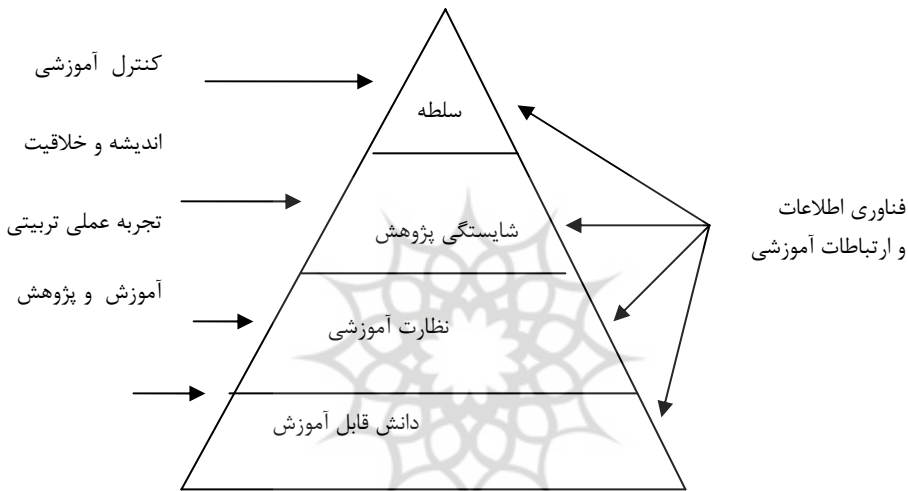 کنترل آموزشی
سلطه
اندیشه و خلاقیت
فناوری اطلاعات
و ارتباطات آموزشی
تجربه عملی تربیتی
شایستگی پژوهش
آموزش و پژوهش
نظارت آموزشی
دانش قابل آموزش